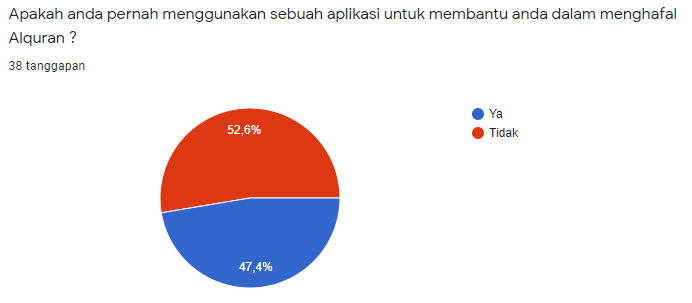 Apakah anda pernah menggunakan sebuah aplikasi untuk membantu anda dalam menghafal
Alquran ?
38 tanggapan
Ya
Tidak
52,6%
47,4%